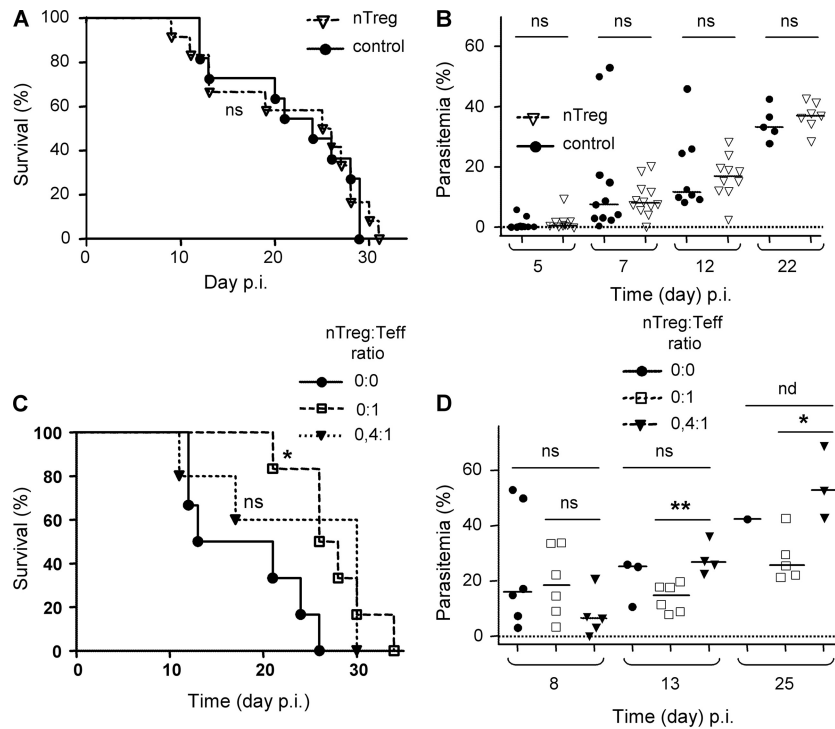 A
nTreg
control
Survival (%)
100
80
60
40
20
0
ns
0
10
20
30
Day p.i.
B
ns
ns
ns
ns
Parasitemia (%)
60
40
20
0
nTreg
control
5
7
12
22
Time (day) p.i.
C
nTreg:Teff
ratio
0:0
0:1
0,4:1
Survival (%)
100
80
60
40
20
0
*
ns
0
10
20
30
Time (day p.i.)
D
nTreg:Teff
ratio
0:0
0:1
0,4:1
Parasitemia (%)
60
40
20
0
ns
ns
ns
**
nd
*
8
13
25
Time (day) p.i.